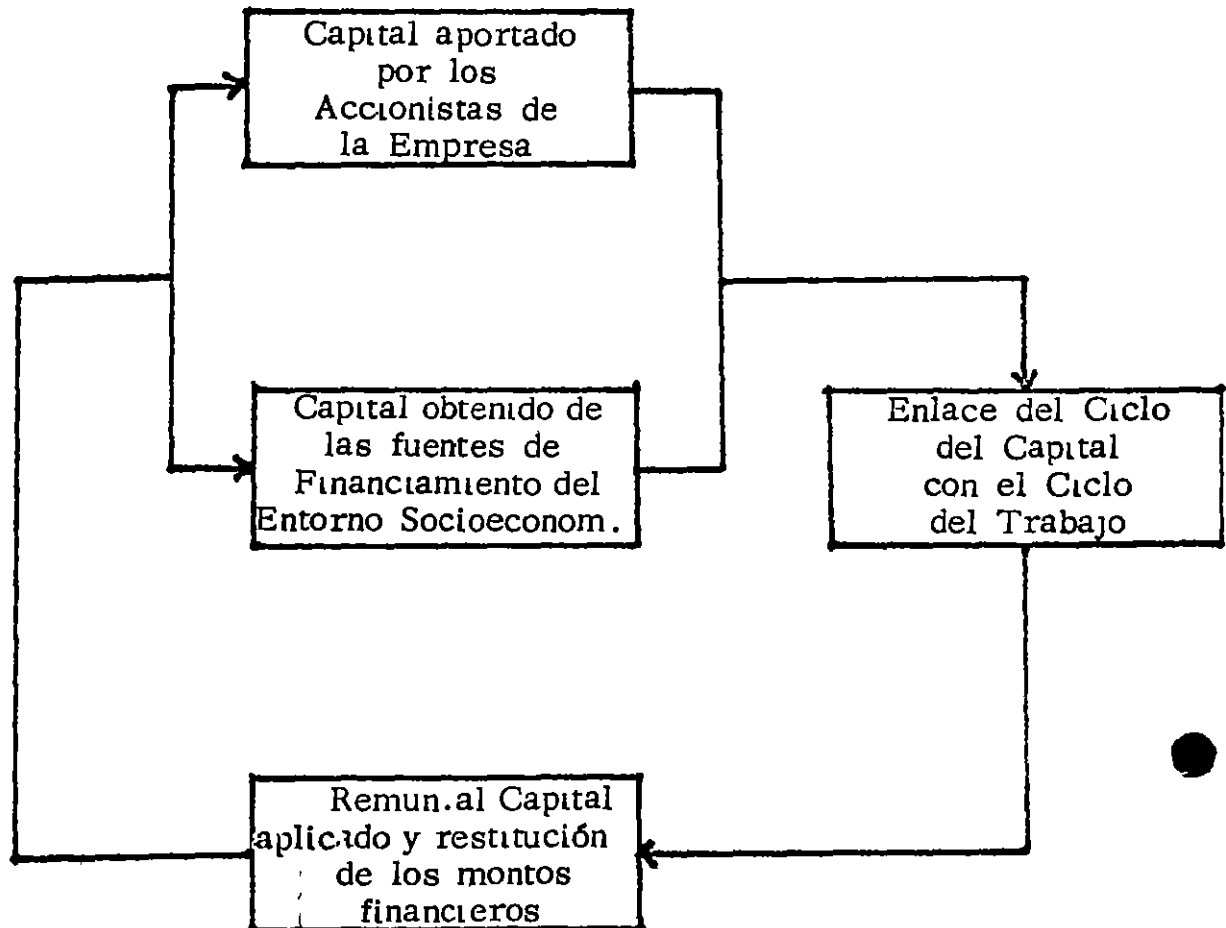 Capital aportado
por los
Accionistas de
la Empresa
Capital obtenido de
las fuentes de
Financiamiento del
Entorno Socioeconom.
Enlace del Ciclo
del Capital
con el Ciclo
del Trabajo
Remun.al Capital
aplicado y restitución
de los montos
financieros